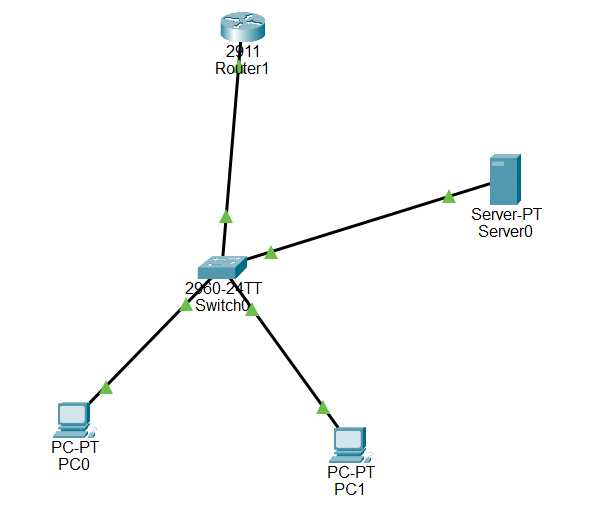 2911
Router1
Server-PT
Server0
2960-24TT
Switch0
PC-PT
PC0
PC-PT
PC1